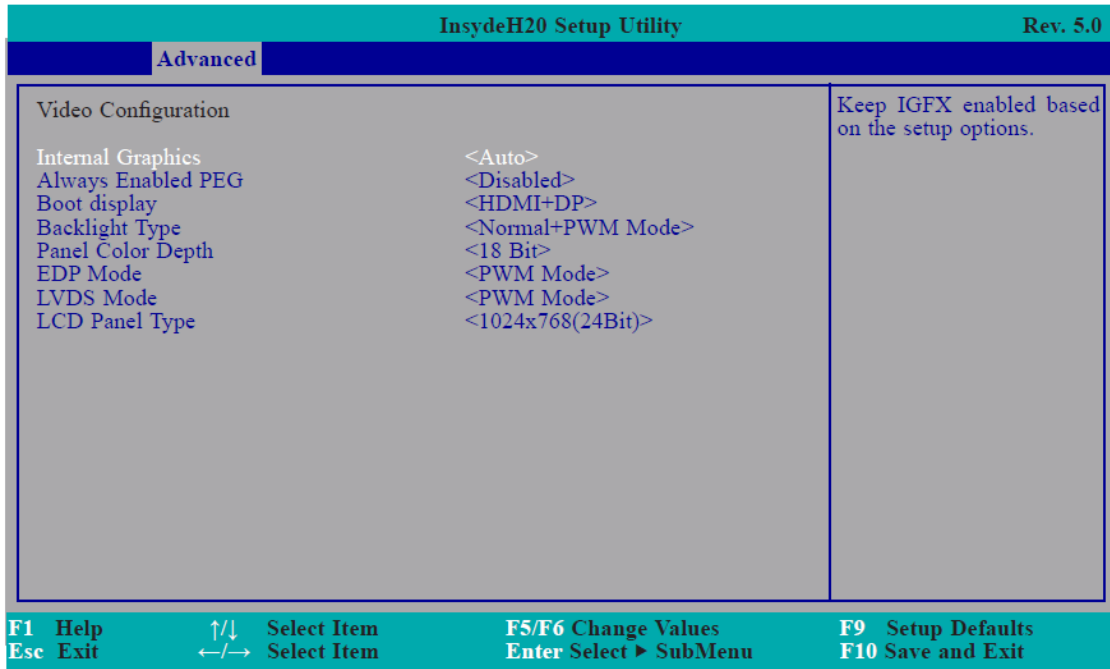 InsydeH20 Setup Utility Rev. 5.0
Advanced
Video Configuration
Internal Graphics <Auto>
Always Enabled PEG <Disabled>
Boot display <HDMI+DP>
Backlight Type <Normal+PWM Mode>
Panel Color Depth <18 Bit>
EDP Mode <PWM Mode>
LVDS Mode <PWM Mode>
LCD Panel Type <1024x768(24Bit)>
Keep IGFX enabled based
on the setup options.
F1 Help ↑/↓ Select Item F5/F6 Change Values F9 Setup Defaults
Esc Exit ←/→ Select Item Enter Select ▶ SubMenu F10 Save and Exit